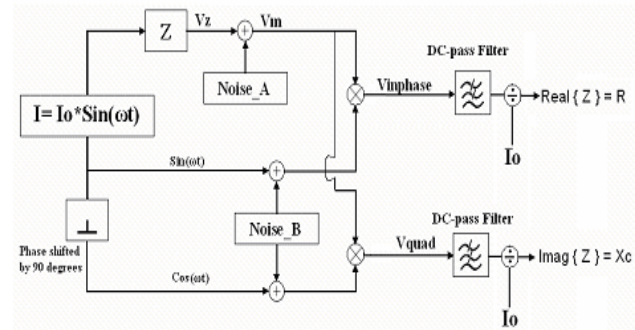 Z
Vz
Vm
Noise_A
I= Io*Sin(ωt)
DC-pass Filter
Vinphase
Real { Z } = R
Io
Sin(ωt)
Noise_B
Phase shifted
by 90 degrees
Cos(ωt)
DC-pass Filter
Vquad
Imag{ Z } = Xc
Io